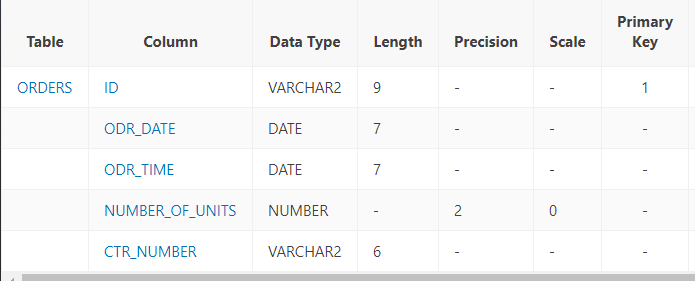 Table Column Data Type Length Precision Scale Primary Key
ORDERS ID VARCHAR2 9 - - 1
ODR_DATE DATE 7 - - -
ODR_TIME DATE 7 - - -
NUMBER_OF_UNITS NUMBER - 2 0 -
CTR_NUMBER VARCHAR2 6 - - -